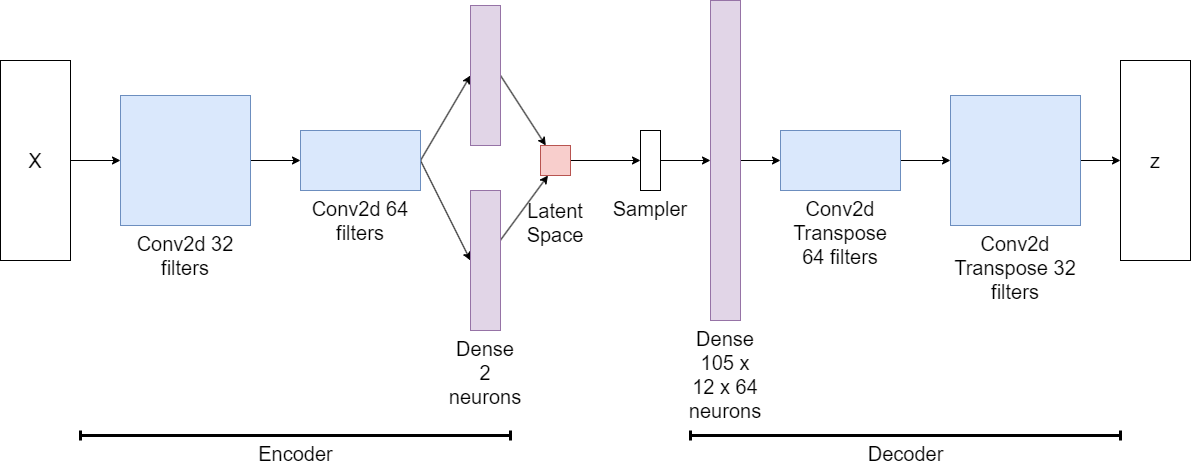 X
Conv2d 32
filters
Conv2d 64
filters
Dense
2
neurons
Latent
Space
Sampler
Dense
105 x
12 x 64
neurons
Conv2d
Transpose
64 filters
Conv2d
Transpose 32
filters
z
Encoder
Decoder